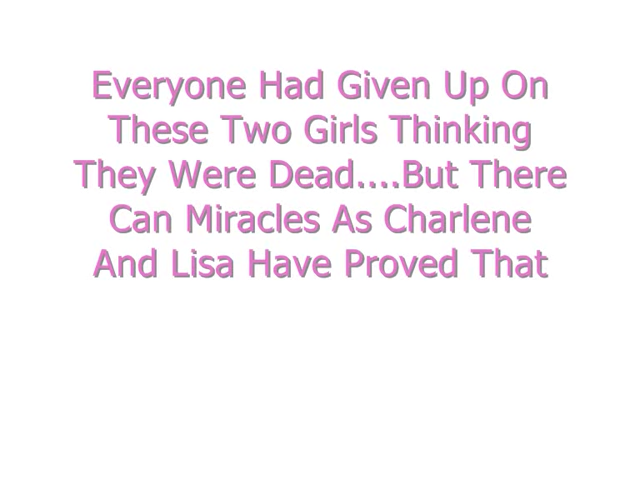 Everyone Had Given Up On
These Two Girls Thinking
They Were Dead....But There
Can Miracles As Charlene
And Lisa Have Proved That